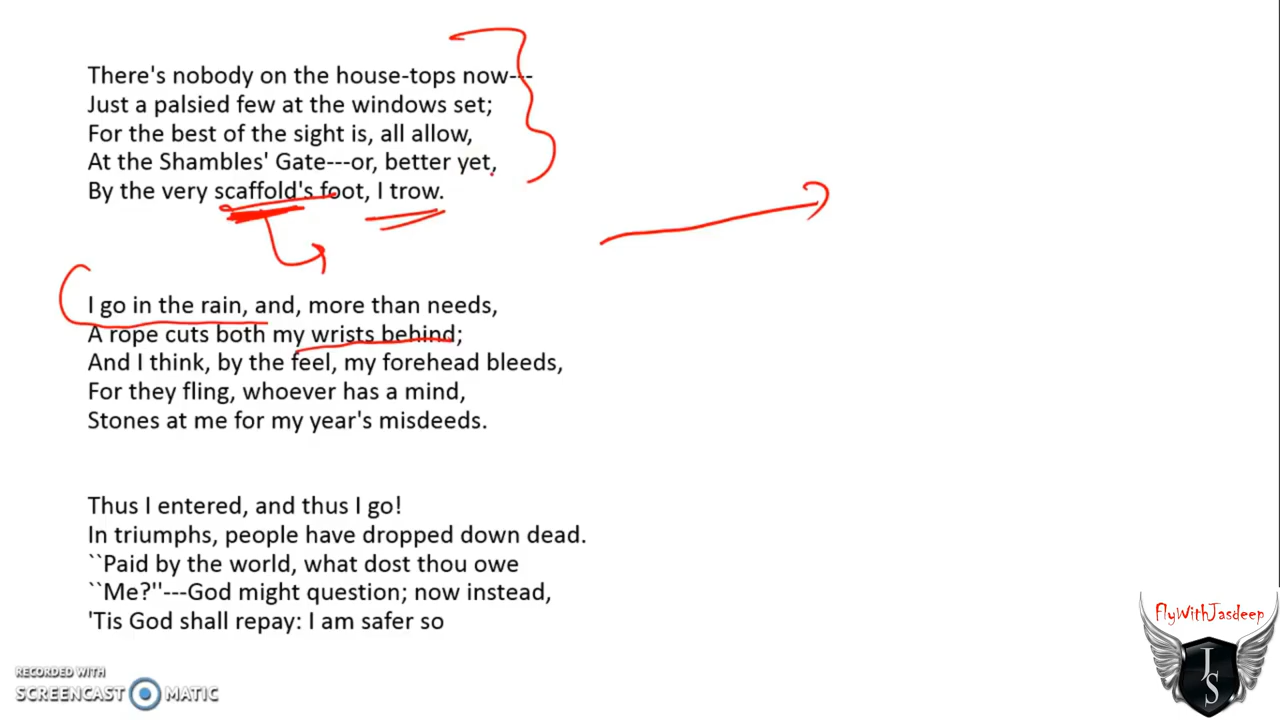 There's nobody on the house-tops now---
Just a palsied few at the windows set;
For the best of the sight is, all allow,
At the Shambles' Gate---or, better yet,
By the very scaffold's foot, I trow.
I go in the rain, and, more than needs,
A rope cuts both my wrists behind;
And I think, by the feel, my forehead bleeds,
For they fling, whoever has a mind,
Stones at me for my year's misdeeds.
Thus I entered, and thus I go!
In triumphs, people have dropped down dead.
``Paid by the world, what dost thou owe
``Me?''---God might question; now instead,
'Tis God shall repay: I am safer so
FlyWithJasdeep
JS
RECORDED WITH
SCREENCAST MATIC